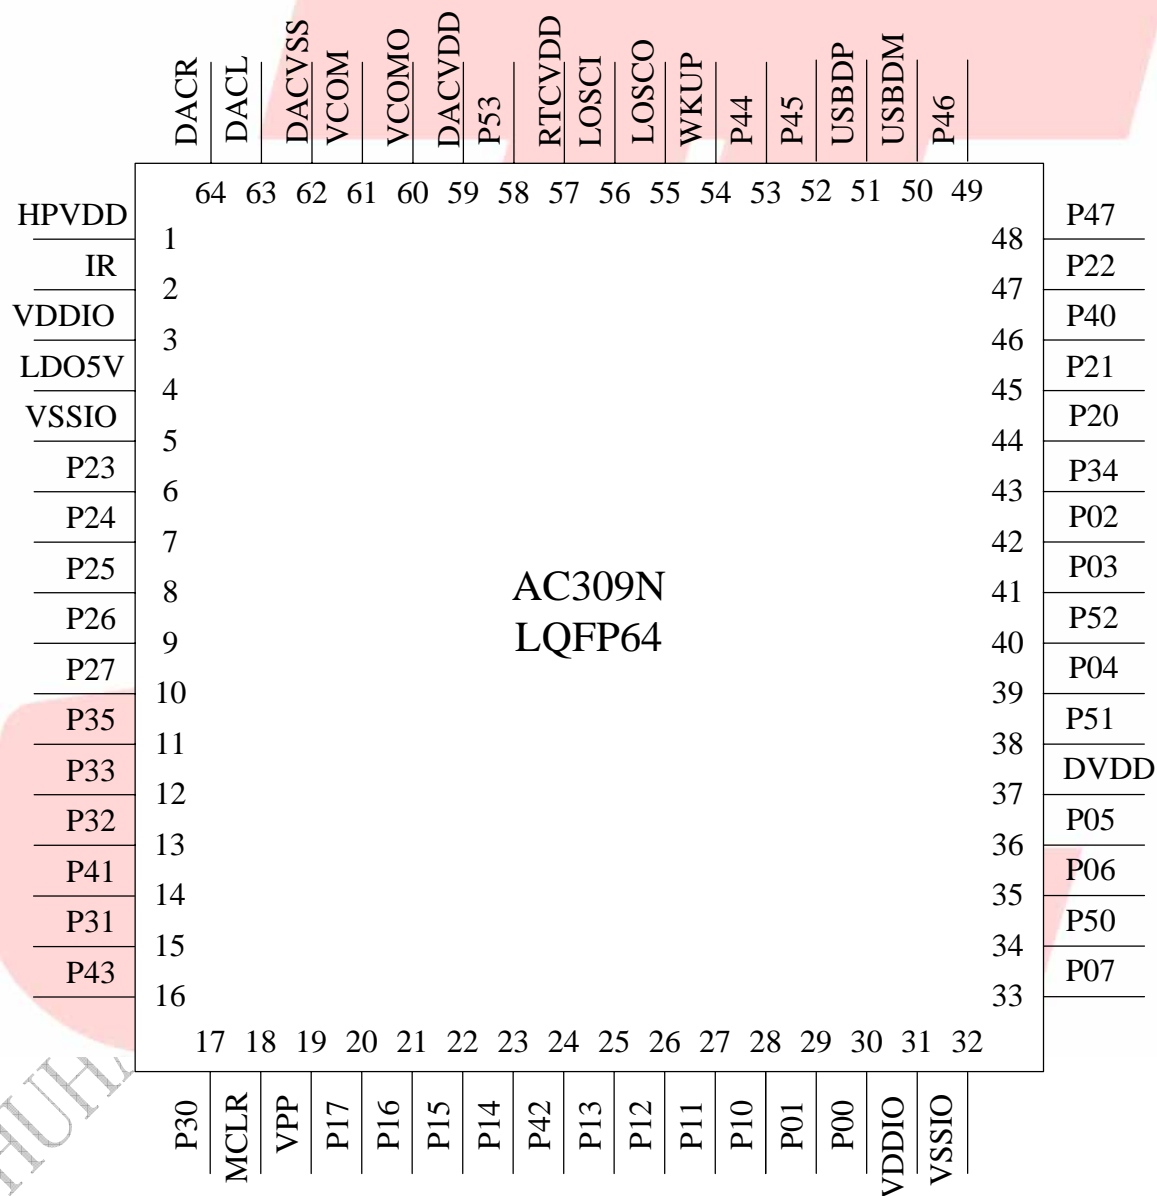 DACR DACL DACVSS VCOM VCOMO DACVDD P53 RTCVDD LOSCI LOSCO WKUP P44 P45 USBDP USBDM P46
64 63 62 61 60 59 58 57 56 55 54 53 52 51 50 49
HPVDD 1 48 P47
IR 2 47 P22
VDDIO 3 46 P40
LDO5V 4 45 P21
VSSIO 5 44 P20
P23 6 43 P34
P24 7 42 P02
P25 8 41 P03
AC309N
P26 9 40 P52
LQFP64
P27 10 39 P04
P35 11 38 P51
P33 12 37 DVDD
P32 13 36 P05
P41 14 35 P06
P31 15 34 P50
P43 16 33 P07
17 18 19 20 21 22 23 24 25 26 27 28 29 30 31 32
P30 MCLR VPP P17 P16 P15 P14 P42 P13 P12 P11 P10 P01 P00 VDDIO VSSIO